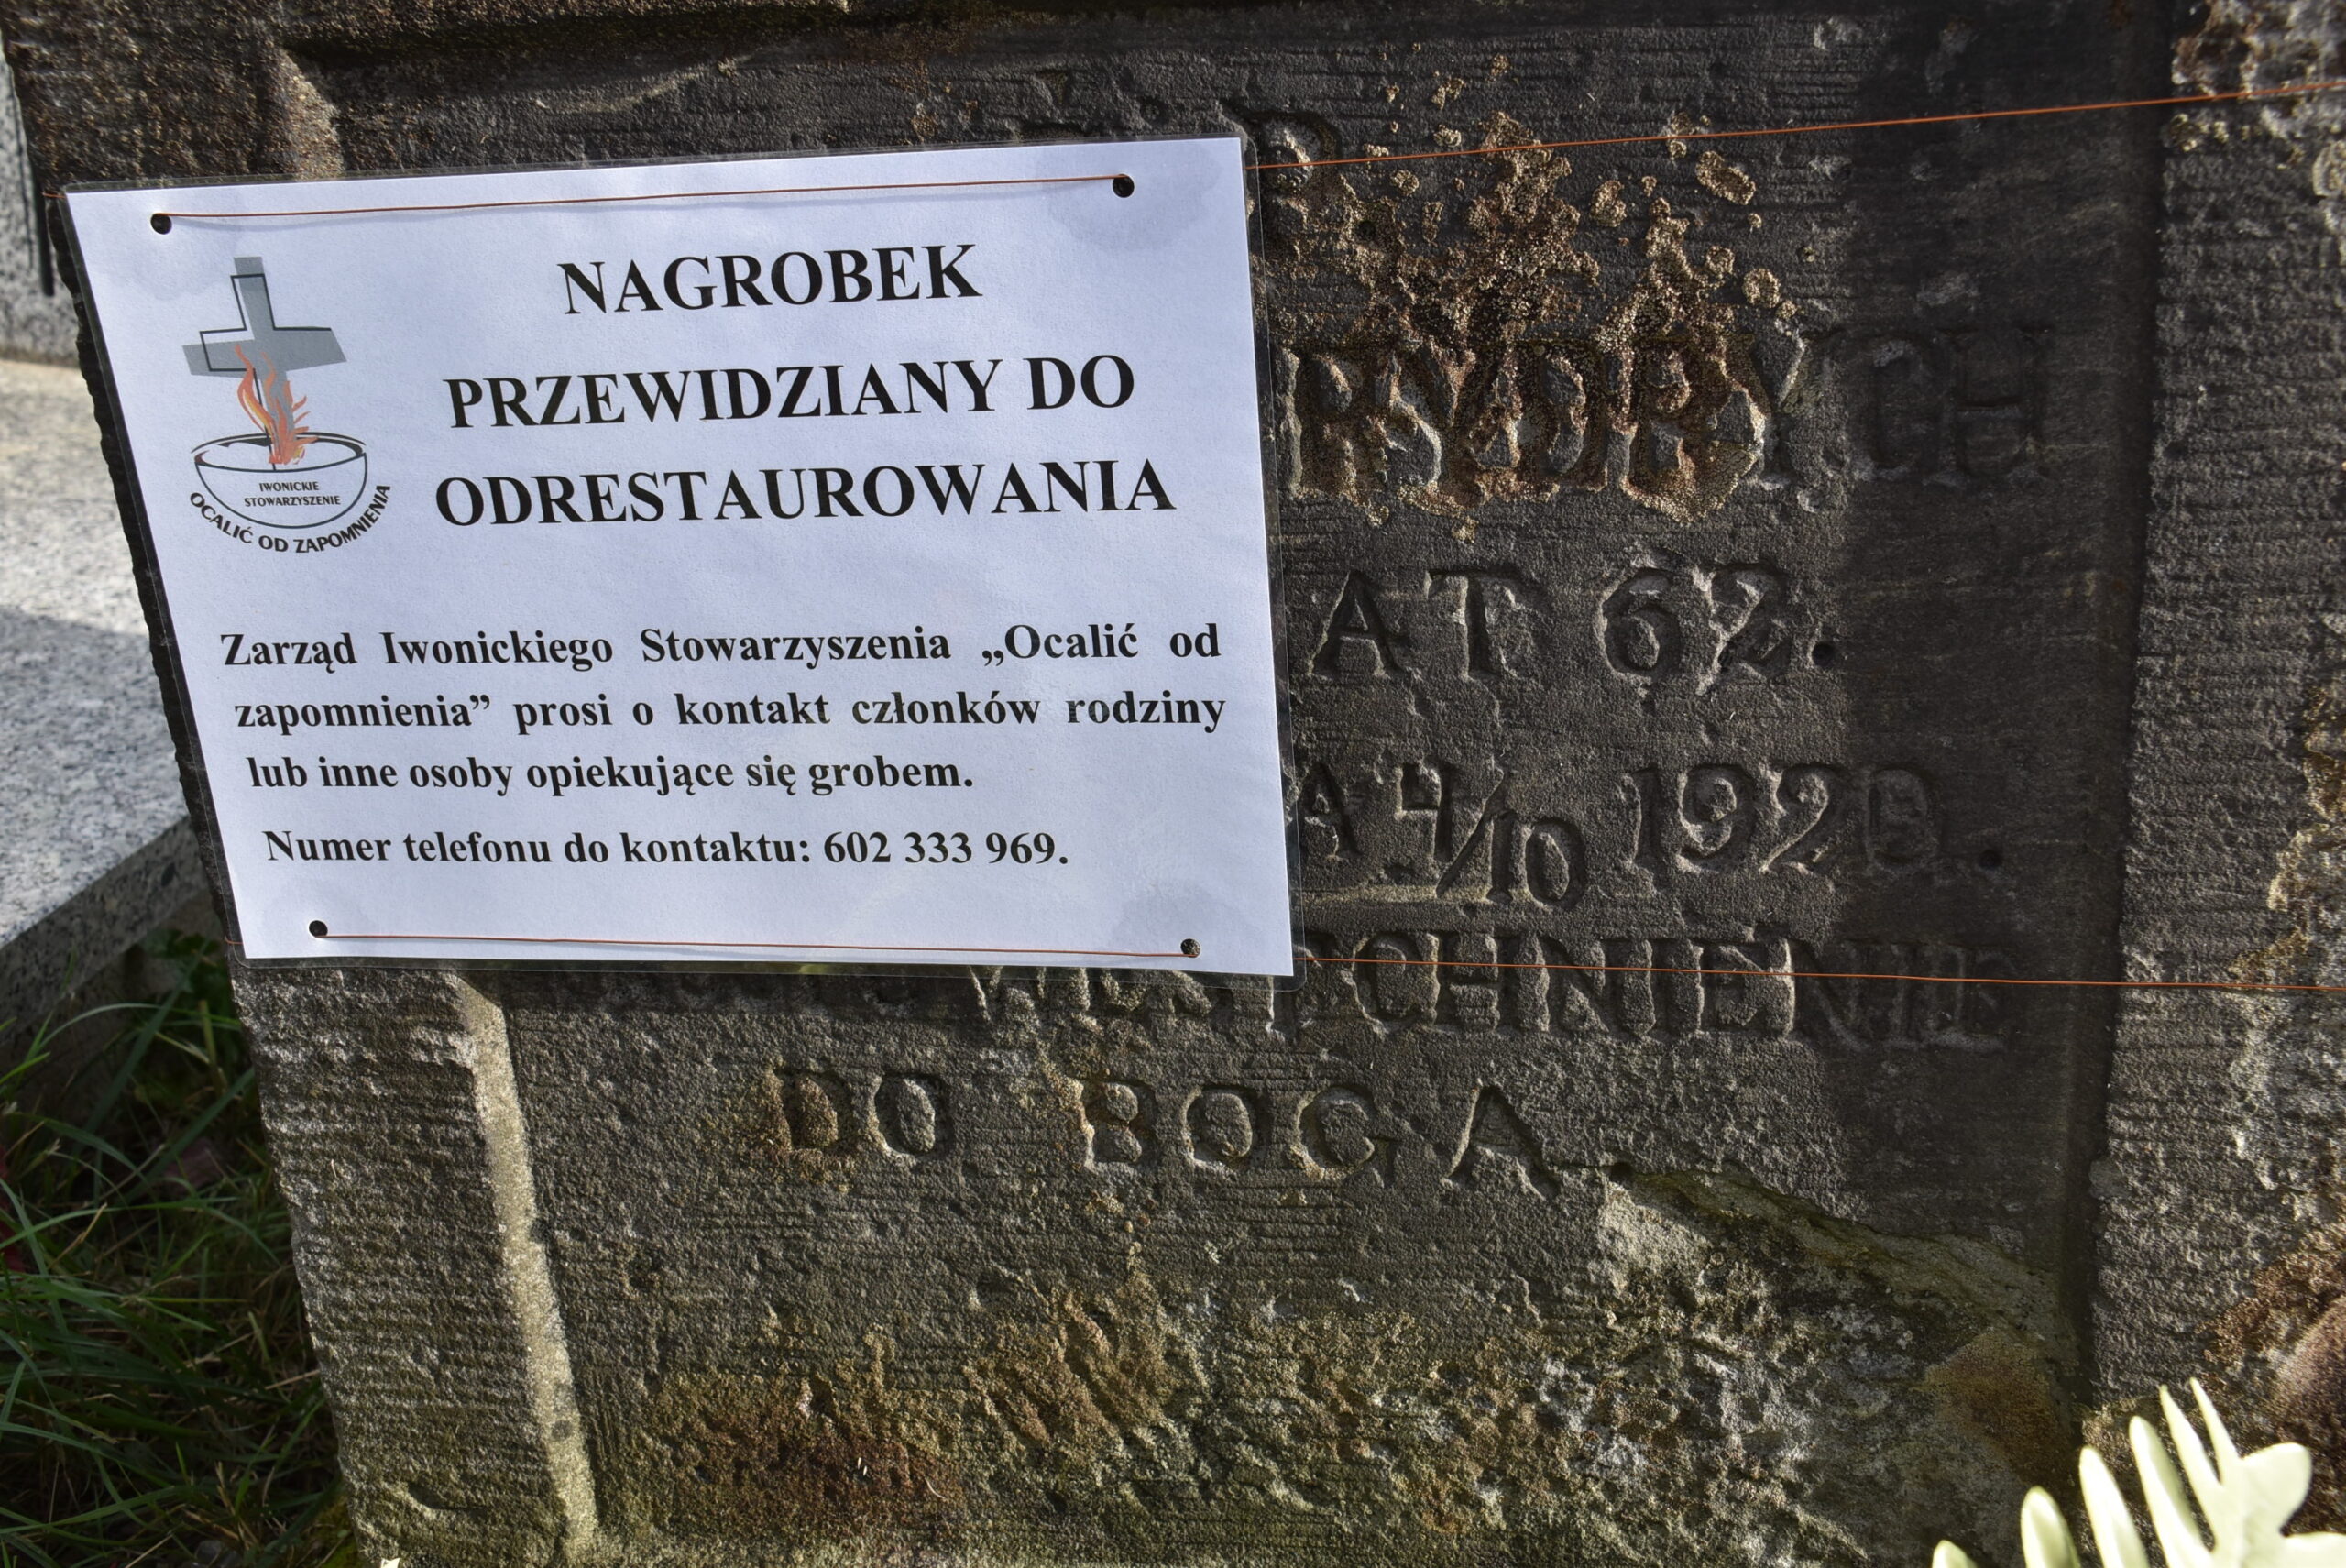 NAGROBEK
PRZEWIDZIANY DO
ODRESTAUROWANIA
IWONICKIE
STOWARZYSZENIE
OCALIĆ OD ZAPOMNIENIA
Zarząd Iwonickiego Stowarzyszenia „Ocalić od
zapomnienia” prosi o kontakt członków rodziny
lub inne osoby opiekujące się grobem.
Numer telefonu do kontaktu: 602 333 969.
AT 62.
A 4/10
DO BOGA